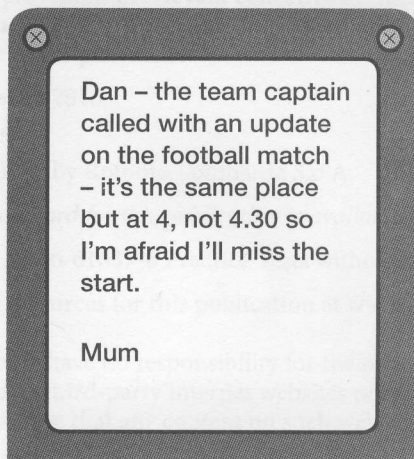 Dan – the team captain
called with an update
on the football match
– it's the same place
but at 4, not 4.30 so
I'm afraid I'll miss the
start.
Mum